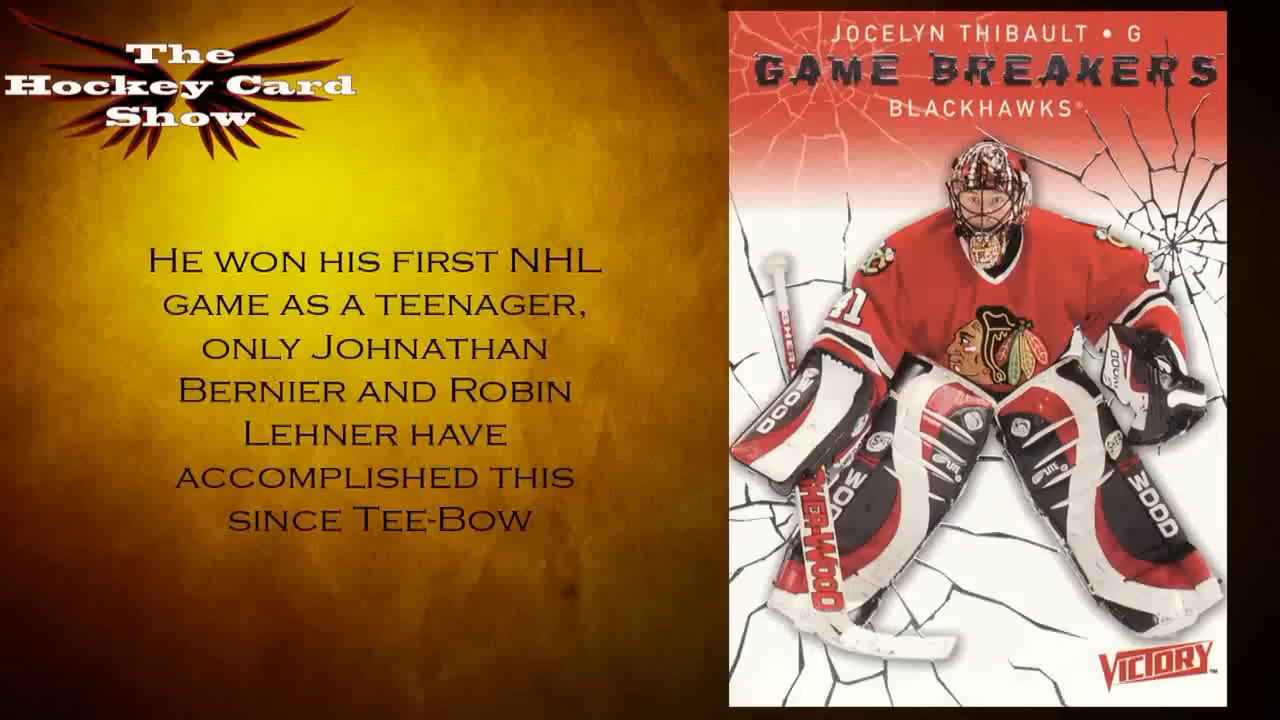 The
Hockey Card
Show
He won his first NHL
game as a teenager,
only Johnathan
Bernier and Robin
Lehner have
accomplished this
since Tee-Bow
JOCELYN THIBAULT • G
GAME BREAKERS
BLACKHAWKS®
41
WOOD
WOOD
SHER-WOOD
WOOD
VICTORY™